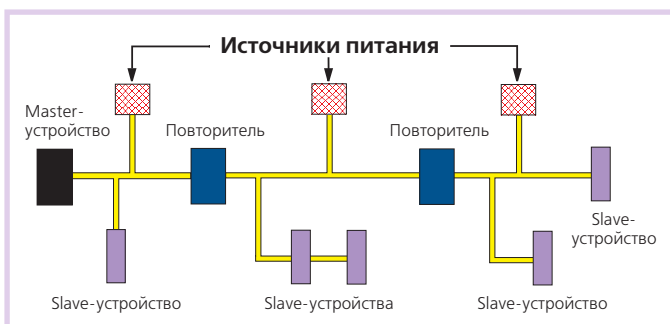 Источники питания
Master-
устройство
Повторитель
Повторитель
Slave-
устройство
Slave-устройство
Slave-устройства
Slave-устройство